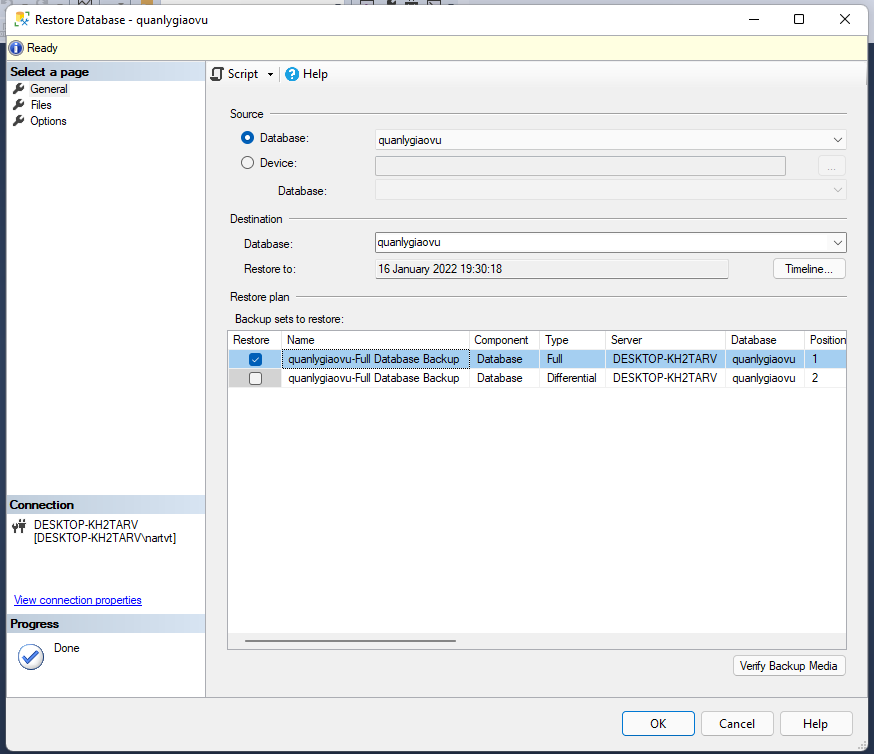 Restore Database - quanlygiaovu
Ready
Select a page
General
Files
Options
Script
Help
Source
Database:
quanlygiaovu
Device:
...
Database:
Destination
Database:
quanlygiaovu
Restore to:
16 January 2022 19:30:18
Timeline...
Restore plan
Backup sets to restore:
Restore Name Component Type Server Database Position
quanlygiaovu-Full Database Backup Database Full DESKTOP-KH2TARV quanlygiaovu 1
quanlygiaovu-Full Database Backup Database Differential DESKTOP-KH2TARV quanlygiaovu 2
Connection
DESKTOP-KH2TARV
[DESKTOP-KH2TARV\nartvt]
View connection properties
Progress
Done
Verify Backup Media
OK Cancel Help